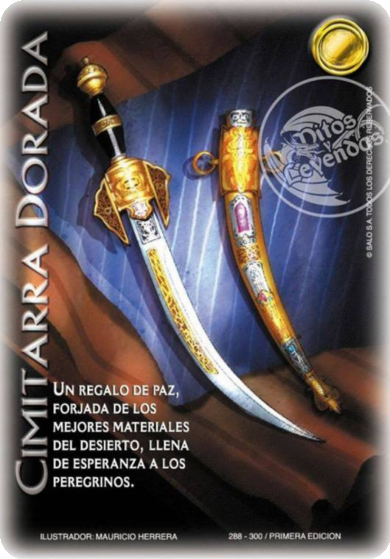 CIMITARRA DORADA
Mitos
y
Leyendas
© SALO S.A. TODOS LOS DERECHOS RESERVADOS
UN REGALO DE PAZ,
FORJADA DE LOS
MEJORES MATERIALES
DEL DESIERTO, LLENA
DE ESPERANZA A LOS
PEREGRINOS.
ILUSTRADOR: MAURICIO HERRERA
288 - 300 / PRIMERA EDICION